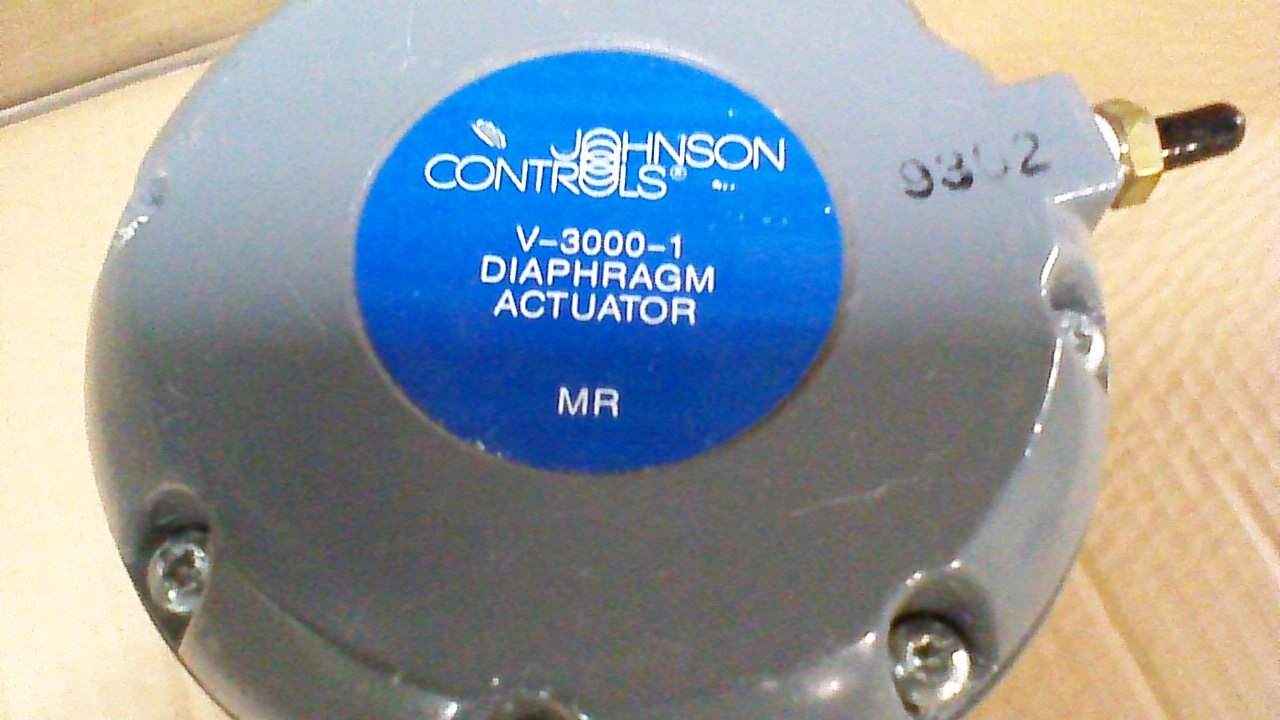 JOHNSON
CONTROLS®
V-3000-1
DIAPHRAGM
ACTUATOR
MR